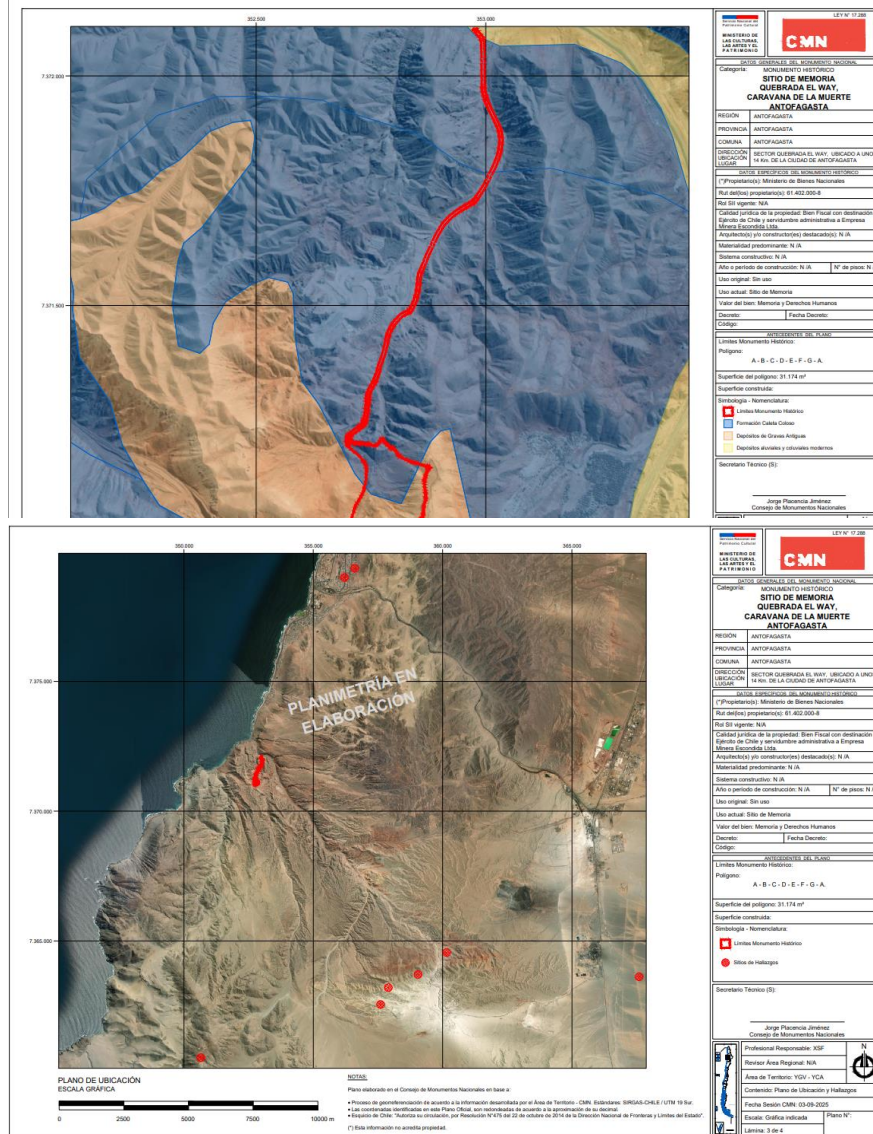 352.500
353.000
7.372.000
7.371.500
LEY N° 17.288
MINISTERIO DE
LAS CULTURAS,
LAS ARTES Y EL
PATRIMONIO
CMN
DATOS GENERALES DEL MONUMENTO NACIONAL
Categoría: MONUMENTO HISTÓRICO
SITIO DE MEMORIA
QUEBRADA EL WAY,
CARAVANA DE LA MUERTE
ANTOFAGASTA
REGIÓN ANTOFAGASTA
PROVINCIA ANTOFAGASTA
COMUNA ANTOFAGASTA
DIRECCIÓN
UBICACIÓN
LUGAR
SECTOR QUEBRADA EL WAY, UBICADO A UNO
14 Km. DE LA CIUDAD DE ANTOFAGASTA
DATOS ESPECÍFICOS DEL MONUMENTO HISTÓRICO
(*)Propietario(s): Ministerio de Bienes Nacionales
Rut del(los) propietario(s): 61.402.000-8
Rol SII vigente: N/A
Calidad jurídica de la propiedad: Bien Fiscal con destinación
Ejército de Chile y servidumbre administrativa a Empresa
Minera Escondida Ltda.
Arquitecto(s) y/o constructor(es) destacado(s): N /A
Materialidad predominante: N /A
Sistema constructivo: N /A
Año o período de construcción: N /A N° de pisos: N
Uso original: Sin uso
Uso actual: Sitio de Memoria
Valor del bien: Memoria y Derechos Humanos
Decreto: Fecha Decreto:
Código:
ANTECEDENTES DEL PLANO
Límites Monumento Histórico:
Polígono:
A - B - C - D - E - F - G - A.
Superficie del polígono: 31.174 m²
Superficie construida:
Simbología - Nomenclatura:
Límites Monumento Histórico
Formación Caleta Coloso
Depósitos de Gravas Antiguas
Depósitos aluviales y coluviales modernos
Secretario Técnico (S):
Jorge Placencia Jiménez
Consejo de Monumentos Nacionales
350.000
355.000
360.000
365.000
7.375.000
7.370.000
7.365.000
PLANIMETRÍA EN
ELABORACIÓN
LEY N° 17.288
MINISTERIO DE
LAS CULTURAS,
LAS ARTES Y EL
PATRIMONIO
CMN
DATOS GENERALES DEL MONUMENTO NACIONAL
Categoría: MONUMENTO HISTÓRICO
SITIO DE MEMORIA
QUEBRADA EL WAY,
CARAVANA DE LA MUERTE
ANTOFAGASTA
REGIÓN ANTOFAGASTA
PROVINCIA ANTOFAGASTA
COMUNA ANTOFAGASTA
DIRECCIÓN
UBICACIÓN
LUGAR
SECTOR QUEBRADA EL WAY, UBICADO A UNO
14 Km. DE LA CIUDAD DE ANTOFAGASTA
DATOS ESPECÍFICOS DEL MONUMENTO HISTÓRICO
(*)Propietario(s): Ministerio de Bienes Nacionales
Rut del(los) propietario(s): 61.402.000-8
Rol SII vigente: N/A
Calidad jurídica de la propiedad: Bien Fiscal con destinación
Ejército de Chile y servidumbre administrativa a Empresa
Minera Escondida Ltda.
Arquitecto(s) y/o constructor(es) destacado(s): N /A
Materialidad predominante: N /A
Sistema constructivo: N /A
Año o período de construcción: N /A N° de pisos: N /
Uso original: Sin uso
Uso actual: Sitio de Memoria
Valor del bien: Memoria y Derechos Humanos
Decreto: Fecha Decreto:
Código:
ANTECEDENTES DEL PLANO
Límites Monumento Histórico:
Polígono:
A - B - C - D - E - F - G - A.
Superficie del polígono: 31.174 m²
Superficie construida:
Simbología - Nomenclatura:
Límites Monumento Histórico
Sitios de Hallazgos
Secretario Técnico (S):
Jorge Placencia Jiménez
Consejo de Monumentos Nacionales
Profesional Responsable: XSF
Revisor Área Regional: N/A
Área de Territorio: YGV - YCA
Contenido: Plano de Ubicación y Hallazgos
Fecha Sesión CMN: 03-09-2025
Escala: Gráfica indicada Plano N°:
Lámina: 3 de 4
N
PLANO DE UBICACIÓN
ESCALA GRÁFICA
0 2500 5000 7500 10000 m
NOTAS:
Plano elaborado en el Consejo de Monumentos Nacionales en base a:
• Proceso de georreferenciación de acuerdo a la información desarrollada por el Área de Territorio - CMN. Estándares: SIRGAS-CHILE / UTM 19 Sur.
• Las coordenadas identificadas en este Plano Oficial, son redondeadas de acuerdo a la aproximación de su decimal.
• Esquicio de Chile: "Autoriza su circulación, por Resolución N°475 del 22 de octubre de 2014 de la Dirección Nacional de Fronteras y Límites del Estado".
(*) Esta información no acredita propiedad.